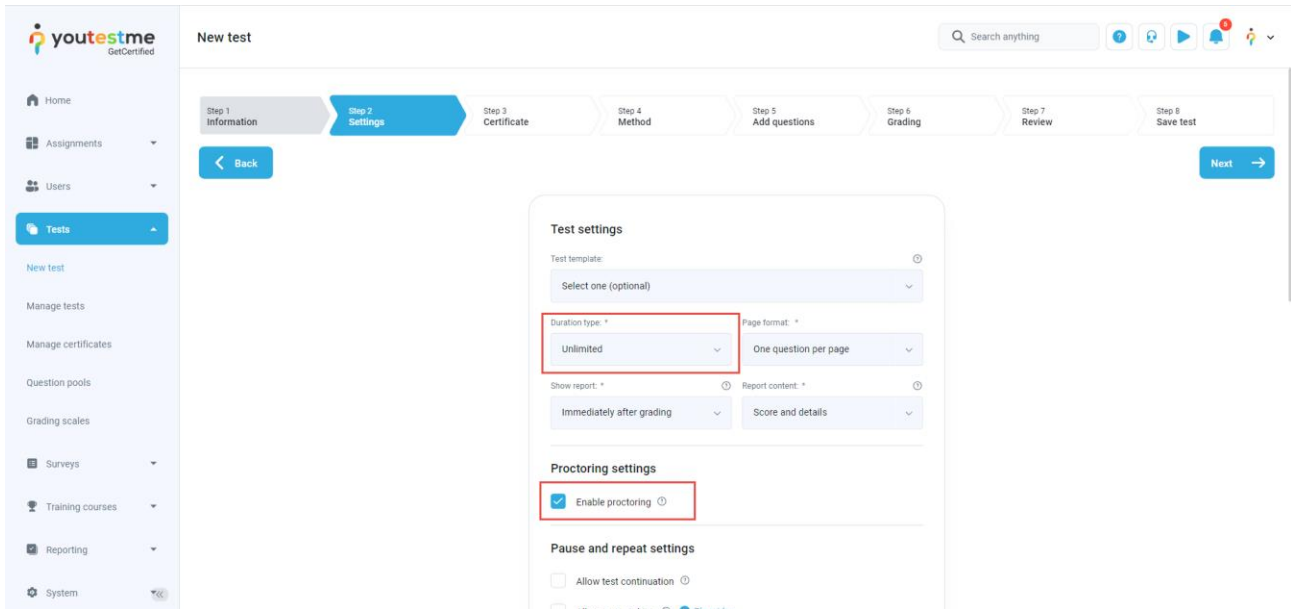 youtestme
GetCertified
New test
Search anything
5
Home
Assignments
Users
Tests
New test
Manage tests
Manage certificates
Question pools
Grading scales
Surveys
Training courses
Reporting
System
Step 1
Information
Step 2
Settings
Step 3
Certificate
Step 4
Method
Step 5
Add questions
Step 6
Grading
Step 7
Review
Step 8
Save test
Back
Next
Test settings
Test template:
Select one (optional)
Duration type: *
Page format: *
Unlimited
One question per page
Show report: *
Report content: *
Immediately after grading
Score and details
Proctoring settings
Enable proctoring
Pause and repeat settings
Allow test continuation